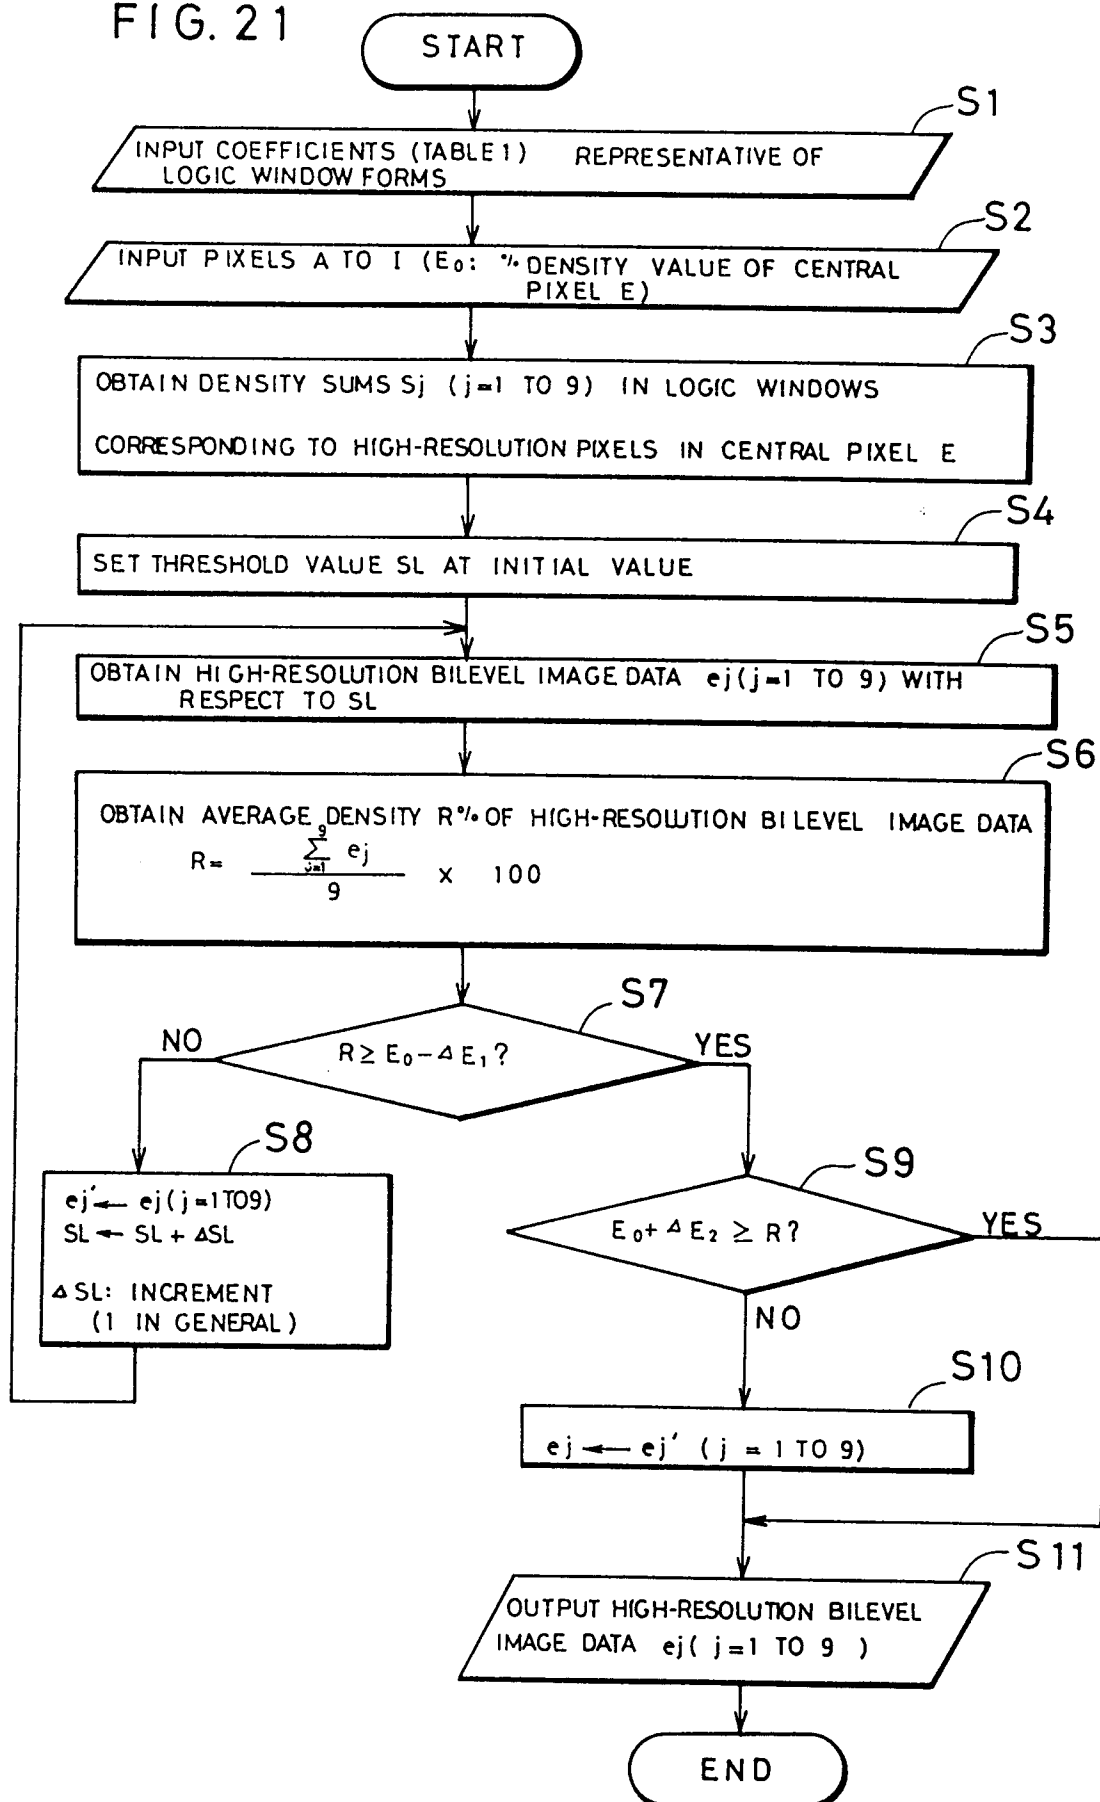 FIG. 21
START
S1
INPUT COEFFICIENTS (TABLE 1) REPRESENTATIVE OF
LOGIC WINDOW FORMS
S2
INPUT PIXELS A TO I (E₀: % DENSITY VALUE OF CENTRAL
PIXEL E)
S3
OBTAIN DENSITY SUMS Sj (j=1 TO 9) IN LOGIC WINDOWS
CORRESPONDING TO HIGH-RESOLUTION PIXELS IN CENTRAL PIXEL E
S4
SET THRESHOLD VALUE SL AT INITIAL VALUE
S5
OBTAIN HIGH-RESOLUTION BILEVEL IMAGE DATA ej(j=1 TO 9) WITH
RESPECT TO SL
S6
OBTAIN AVERAGE DENSITY R% OF HIGH-RESOLUTION BILEVEL IMAGE DATA
9
R= Σ ej
j=1
9 x 100
S7
NO
R ≥ E₀ − Δ E₁ ?
YES
S8
ej′ ← ej (j=1 TO 9)
SL ← SL + ΔSL
Δ SL: INCREMENT
(1 IN GENERAL)
S9
E₀ + Δ E₂ ≥ R ?
YES
NO
S10
ej ← ej′ (j = 1 TO 9)
S11
OUTPUT HIGH-RESOLUTION BILEVEL
IMAGE DATA ej( j=1 TO 9 )
END